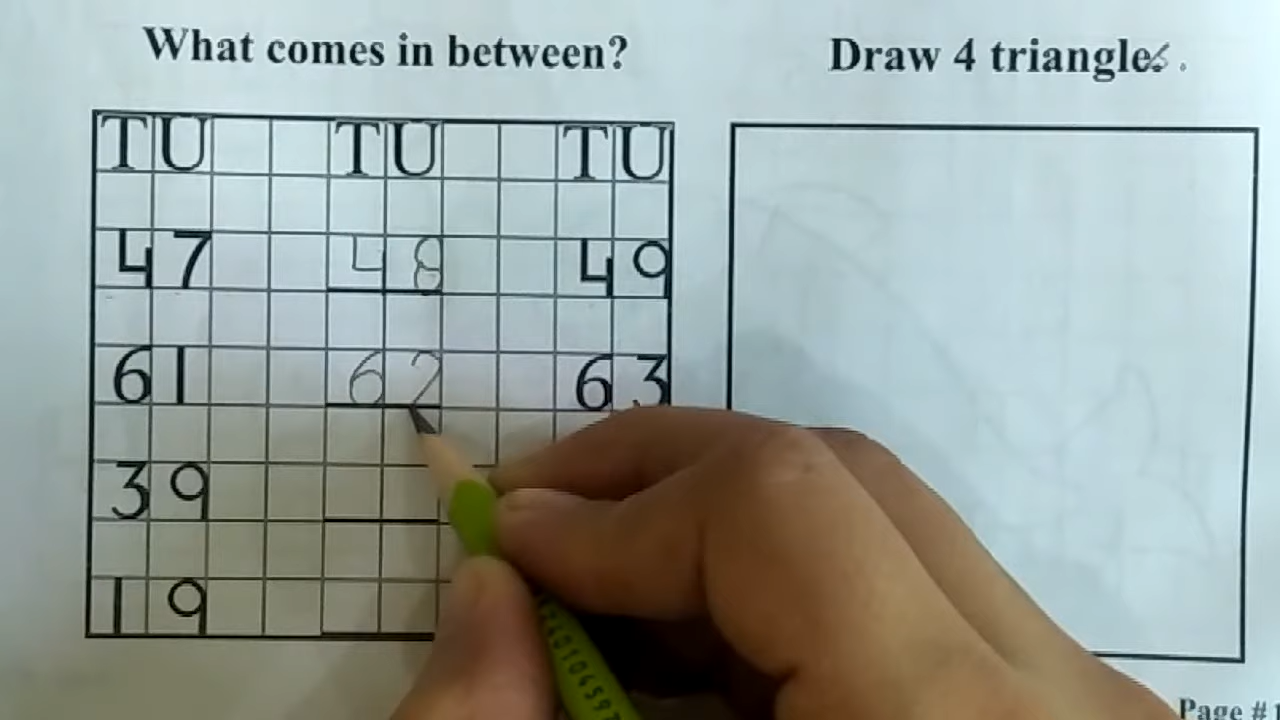 What comes in between?
Draw 4 triangles.
TU TU TU
47 48 49
61 62 63
39
19
Page #